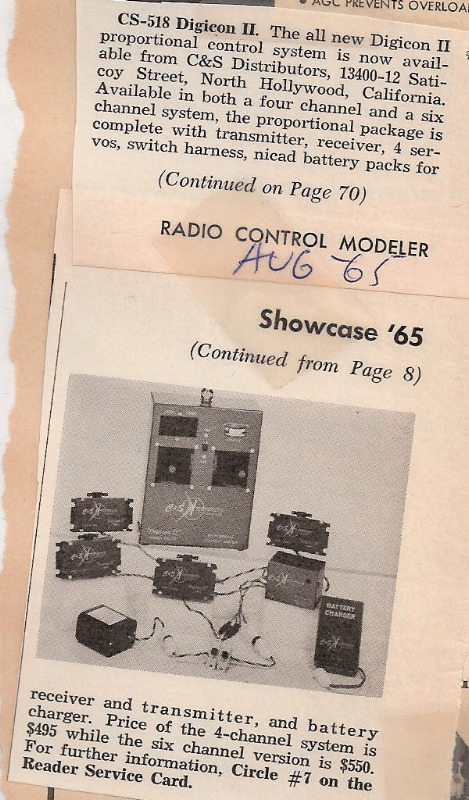 AGC PREVENTS OVERLOA
CS-518 Digicon II. The all new Digicon II
proportional control system is now avail-
able from C&S Distributors, 13400-12 Sati-
coy Street, North Hollywood, California.
Available in both a four channel and a six
channel system, the proportional package is
complete with transmitter, receiver, 4 ser-
vos, switch harness, nicad battery packs for
(Continued on Page 70)
RADIO CONTROL MODELER
AUG 65
Showcase '65
(Continued from Page 8)
BATTERY
CHARGER
receiver and transmitter, and battery
charger. Price of the 4-channel system is
$495 while the six channel version is $550.
For further information, Circle #7 on the
Reader Service Card.